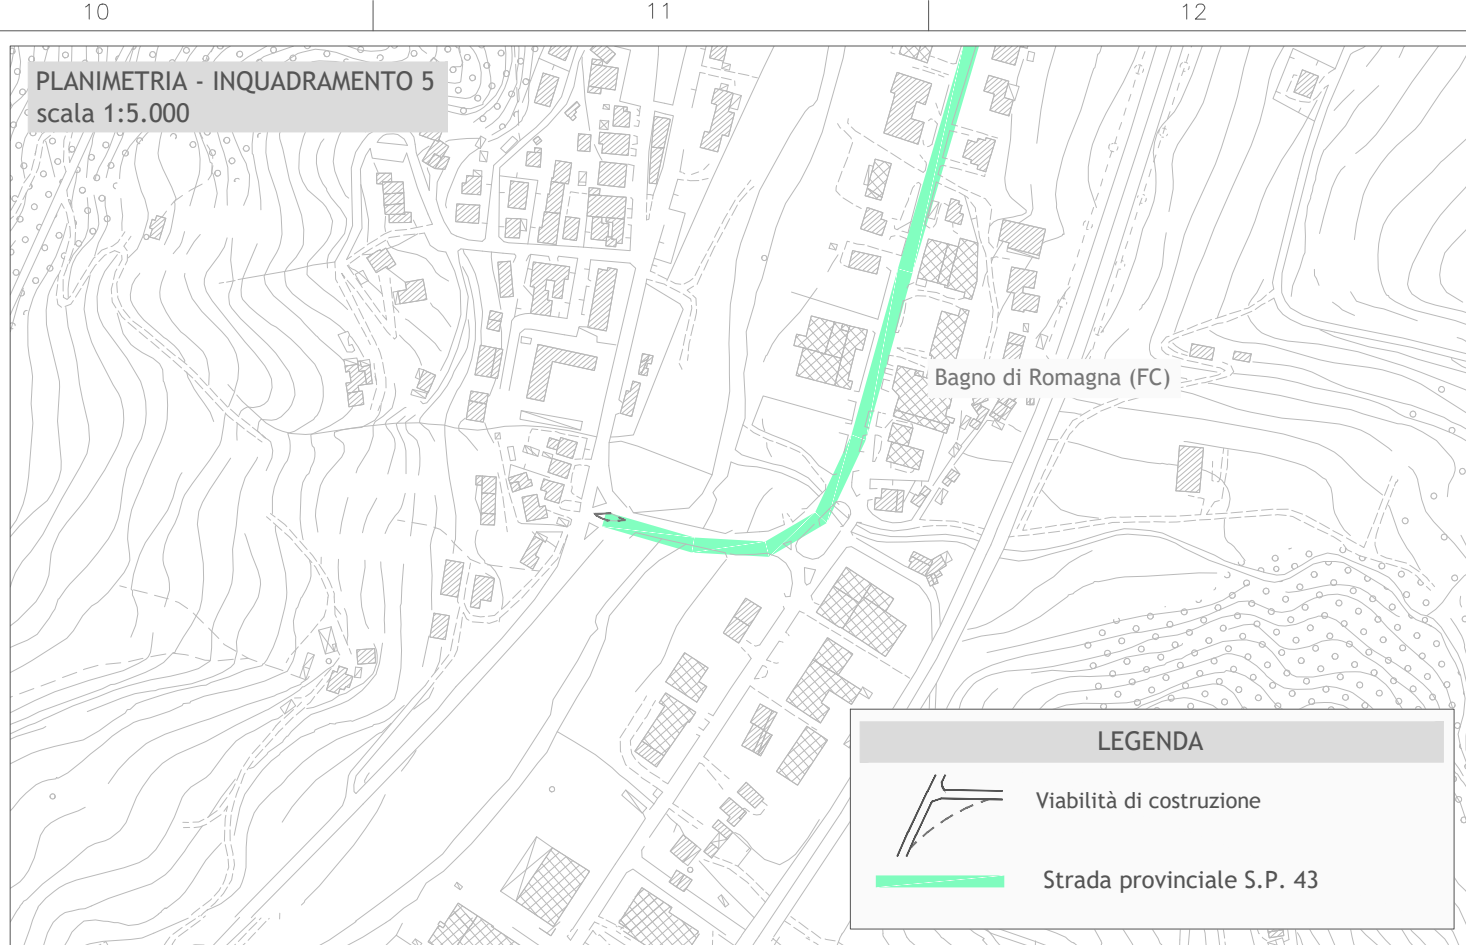 10 11 12
PLANIMETRIA - INQUADRAMENTO 5
scala 1:5.000
Bagno di Romagna (FC)
LEGENDA
Viabilità di costruzione
Strada provinciale S.P. 43